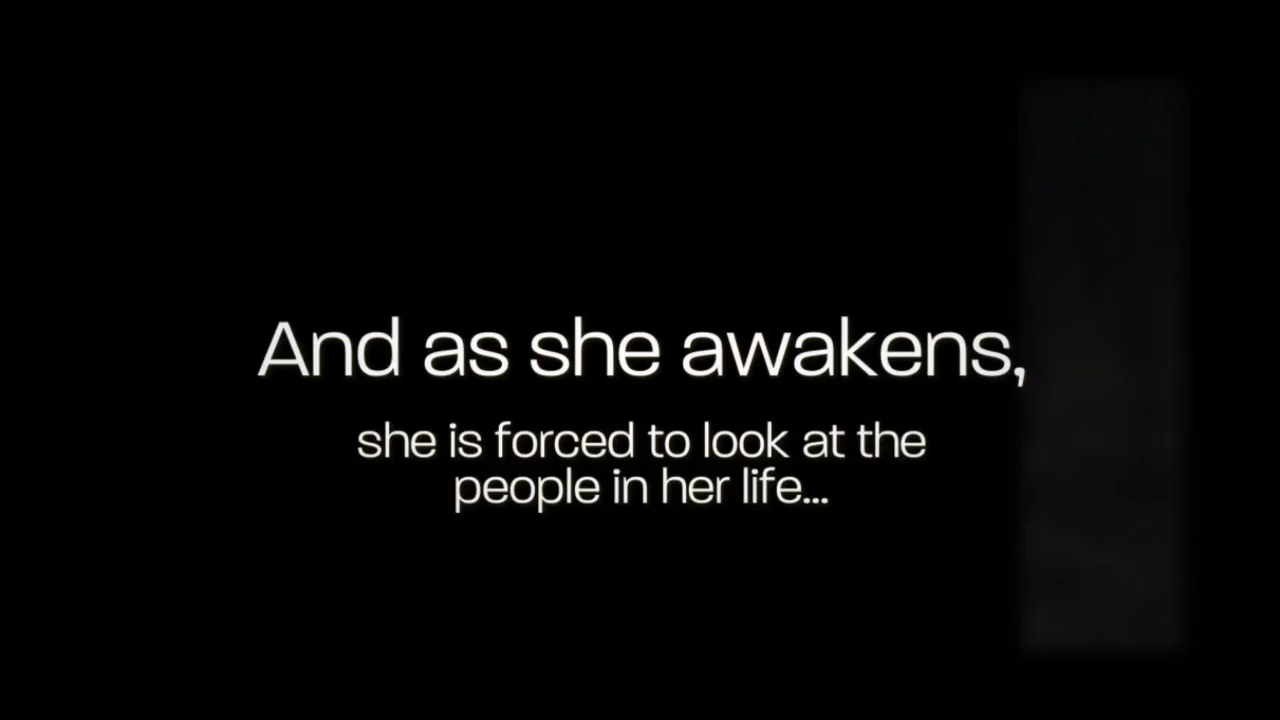 And as she awakens,
she is forced to look at the
people in her life...